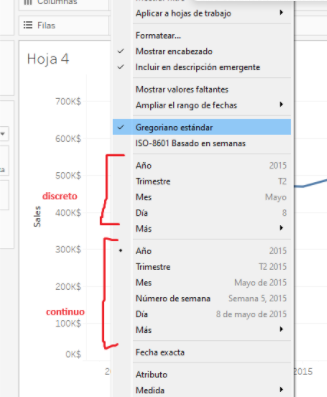 Columnas
Filas
Hoja 4
Aplicar a hojas de trabajo
Formatear...
Mostrar encabezado
Incluir en descripción emergente
Mostrar valores faltantes
Ampliar el rango de fechas
Gregoriano estándar
ISO-8601 Basado en semanas
Año 2015
Trimestre T2
Mes Mayo
Día 8
Más
discreto
Año 2015
Trimestre T2 2015
Mes Mayo de 2015
Número de semana Semana 5, 2015
Día 8 de mayo de 2015
Más
continuo
Fecha exacta
Atributo
Medida
Sales
700K$
600K$
500K$
400K$
300K$
200K$
100K$
0K$
2015